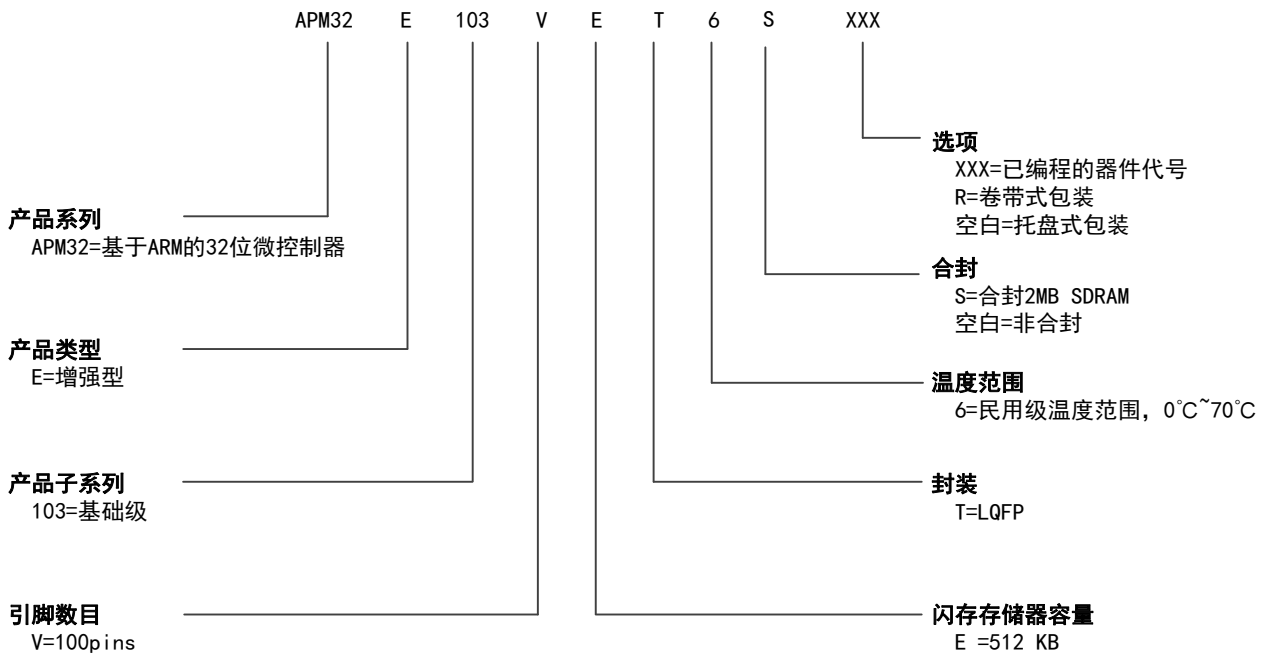 APM32 E 103 V E T 6 S XXX
产品系列
APM32=基于ARM的32位微控制器
产品类型
E=增强型
产品子系列
103=基础级
引脚数目
V=100pins
选项
XXX=已编程的器件代号
R=卷带式包装
空白=托盘式包装
合封
S=合封2MB SDRAM
空白=非合封
温度范围
6=民用级温度范围，0℃~70℃
封装
T=LQFP
闪存存储器容量
E =512 KB